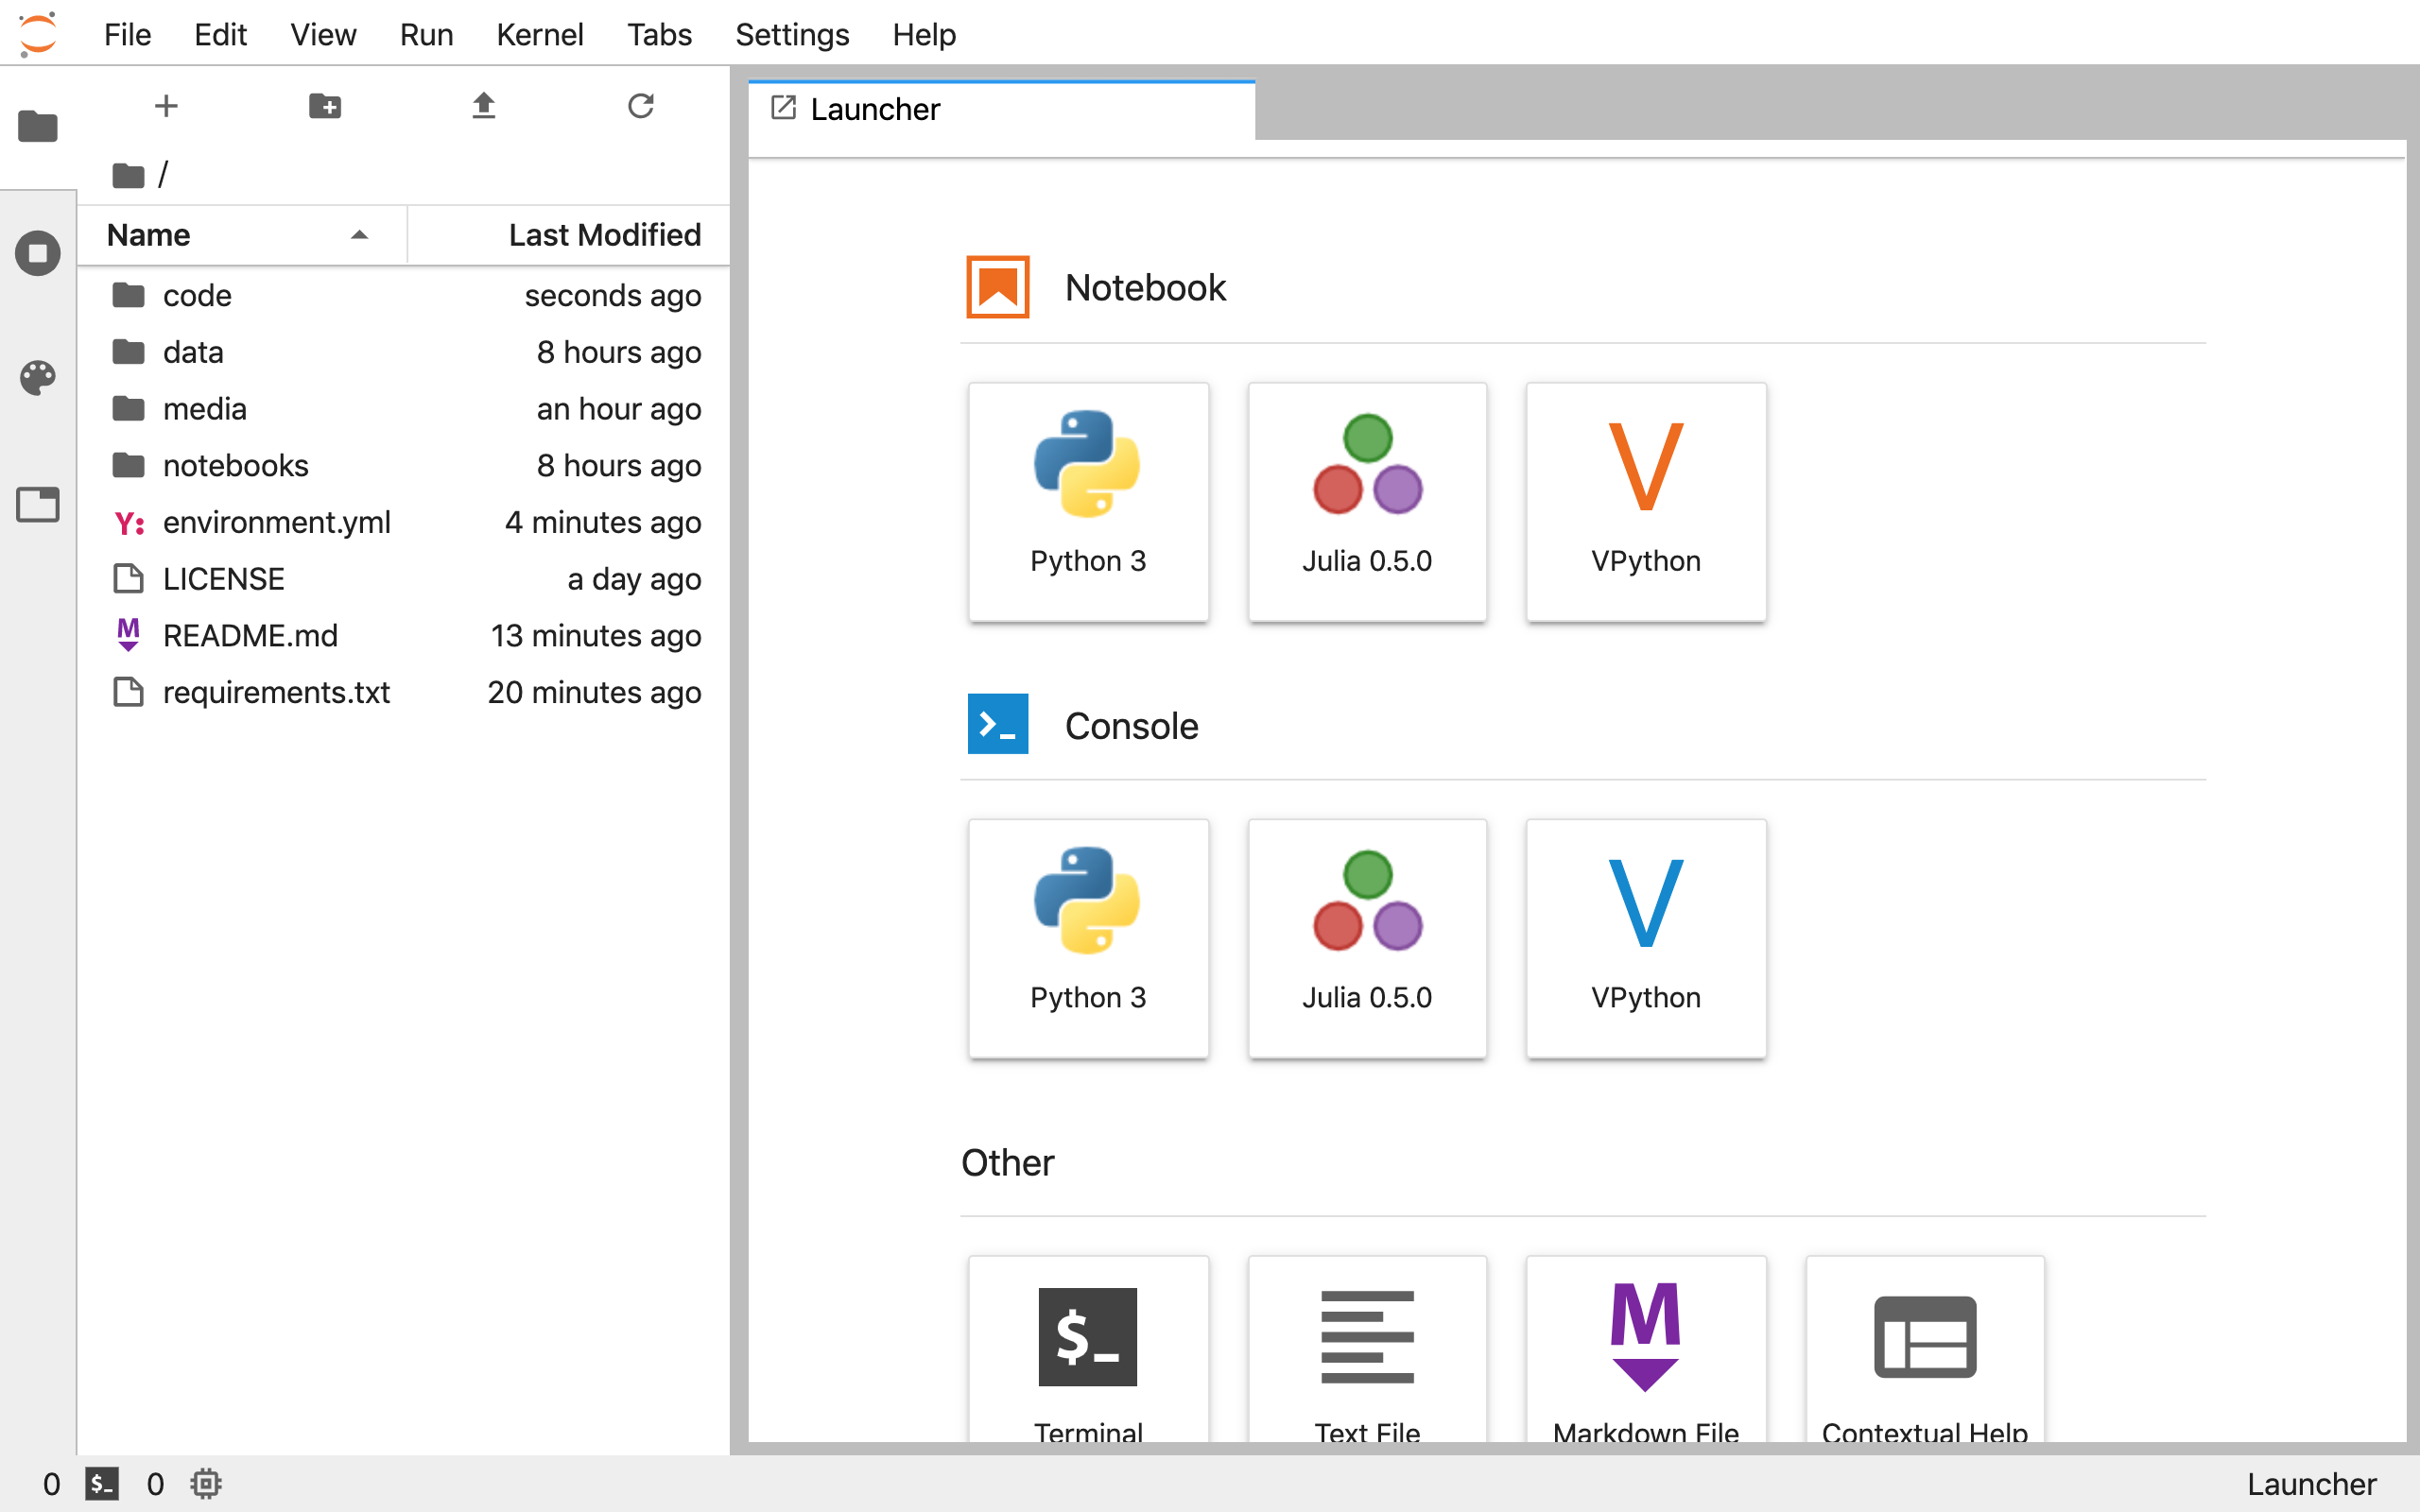 File Edit View Run Kernel Tabs Settings Help
/
Name Last Modified
code seconds ago
data 8 hours ago
media an hour ago
notebooks 8 hours ago
Y: environment.yml 4 minutes ago
LICENSE a day ago
M README.md 13 minutes ago
requirements.txt 20 minutes ago
Launcher
Notebook
V
Python 3 Julia 0.5.0 VPython
>_ Console
V
Python 3 Julia 0.5.0 VPython
Other
$_ M
Terminal Text File Markdown File Contextual Help
0 $_ 0 Launcher